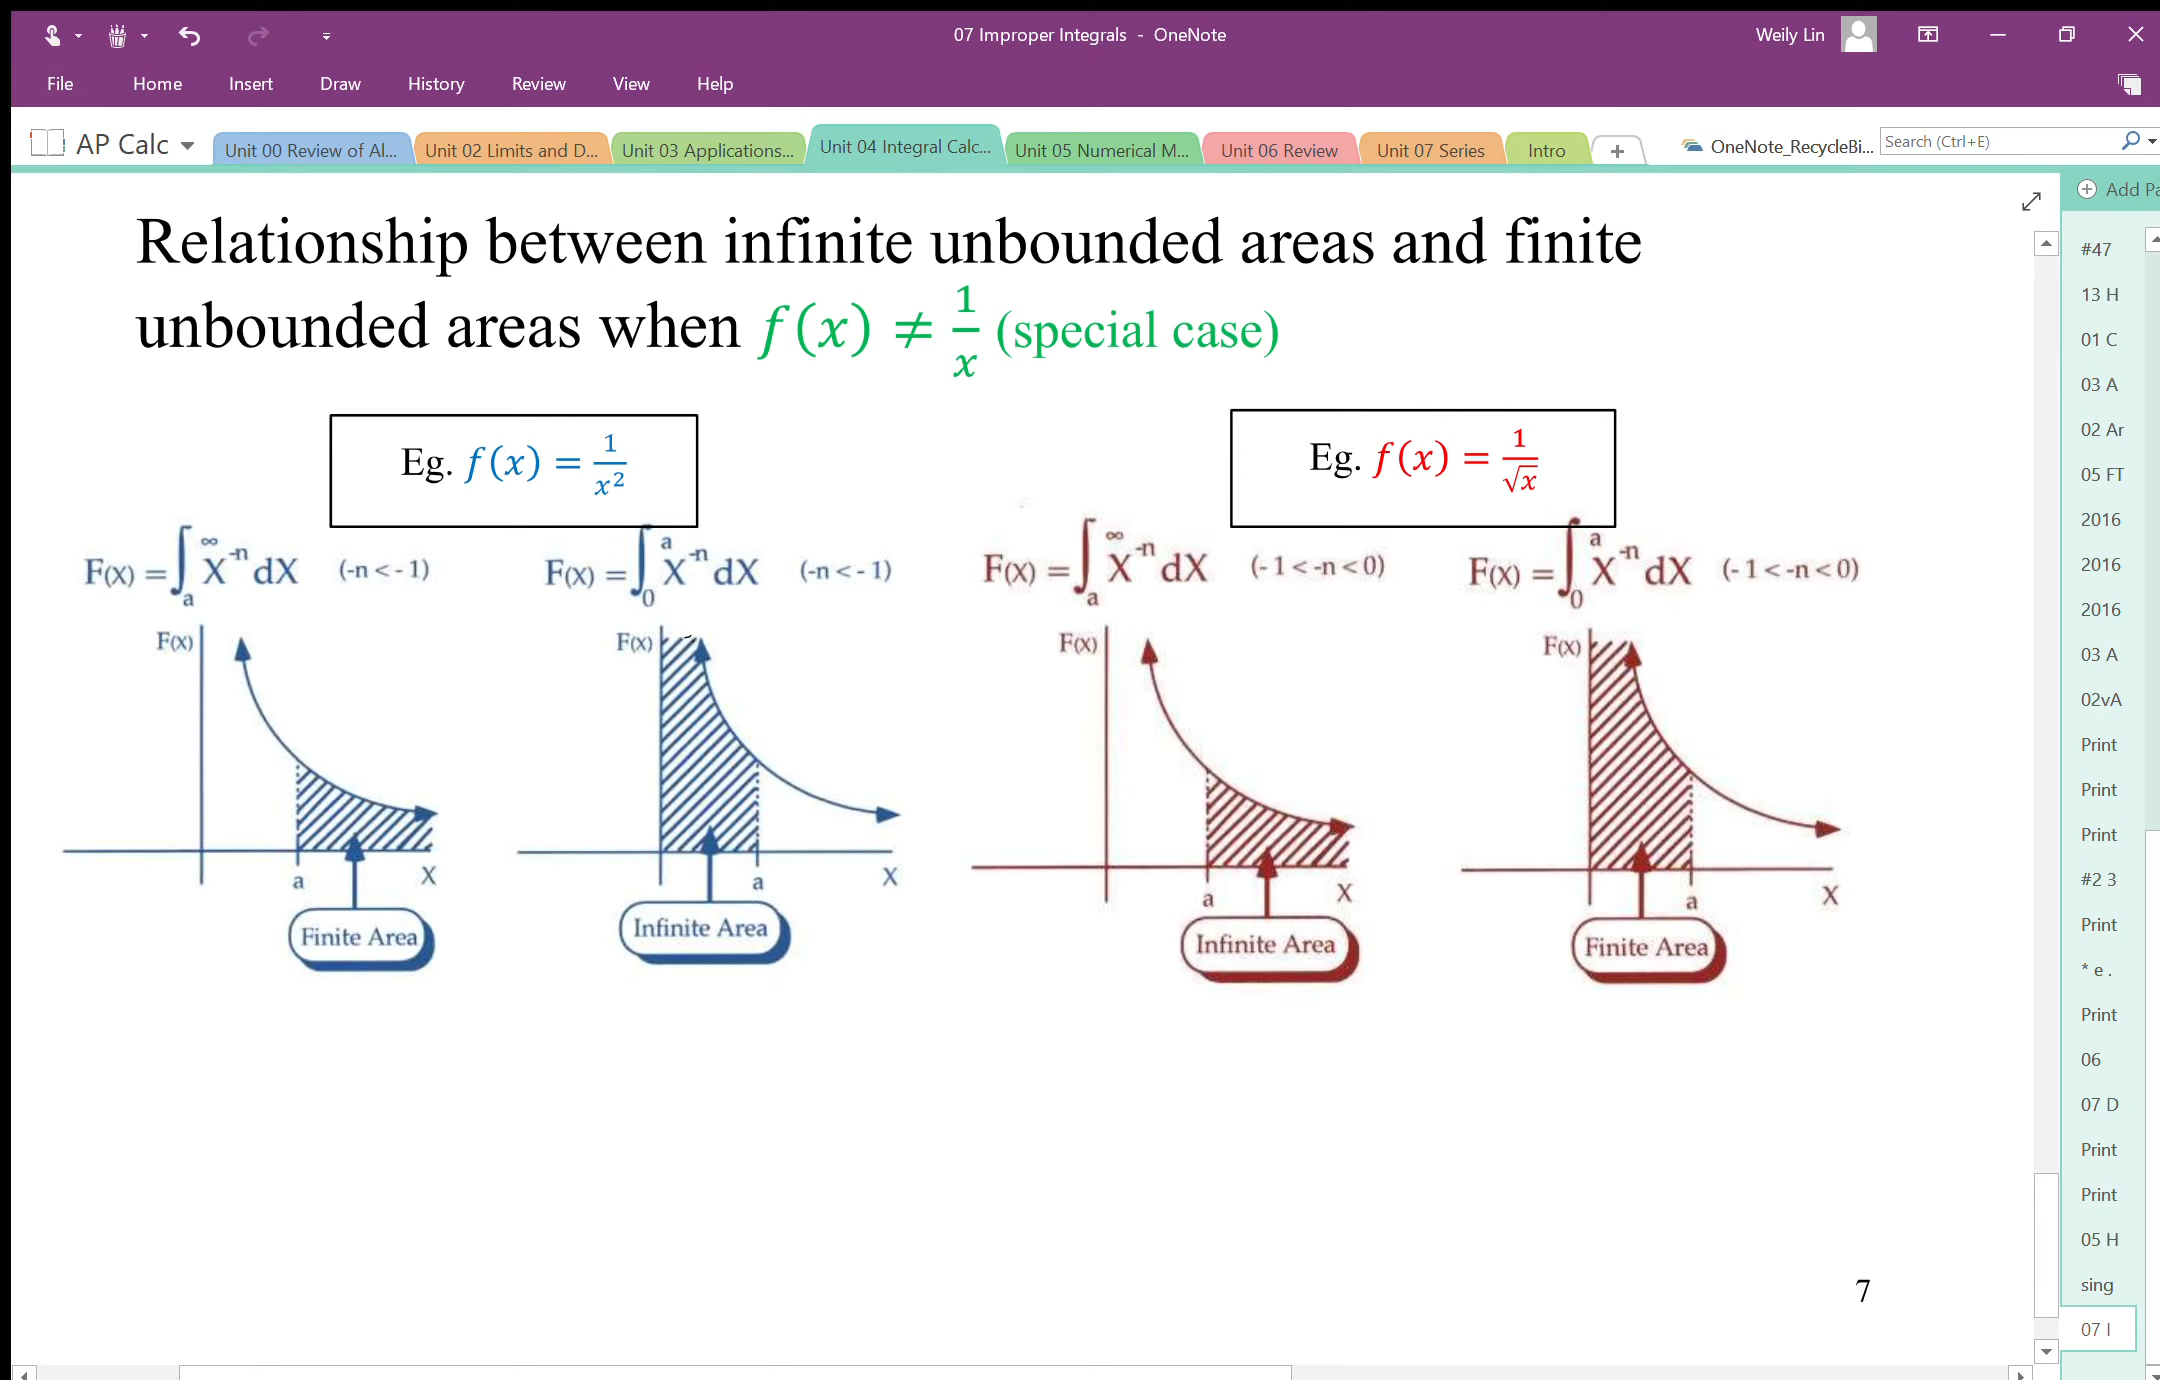 07 Improper Integrals - OneNote
Weily Lin
File Home Insert Draw History Review View Help
AP Calc
Unit 00 Review of Al...
Unit 02 Limits and D...
Unit 03 Applications...
Unit 04 Integral Calc...
Unit 05 Numerical M...
Unit 06 Review
Unit 07 Series
Intro
+
OneNote_RecycleBi...
Search (Ctrl+E)
Relationship between infinite unbounded areas and finite
unbounded areas when f(x) ≠ 1/x (special case)
Eg. f(x) = 1/x²
Eg. f(x) = 1/√x
F(x) = ∫ₐ^∞ X⁻ⁿ dX (-n < -1)
F(x) = ∫₀^a X⁻ⁿ dX (-n < -1)
F(x) = ∫ₐ^∞ X⁻ⁿ dX (-1 < -n < 0)
F(x) = ∫₀^a X⁻ⁿ dX (-1 < -n < 0)
F(x)
a
X
Finite Area
F(x)
a
X
Infinite Area
F(x)
a
X
Infinite Area
F(x)
a
X
Finite Area
7
Add Pa
#47
13 H
01 C
03 A
02 Ar
05 FT
2016
2016
2016
03 A
02vA
Print
Print
Print
#2 3
Print
* e .
Print
06
07 D
Print
Print
05 H
sing
07 I